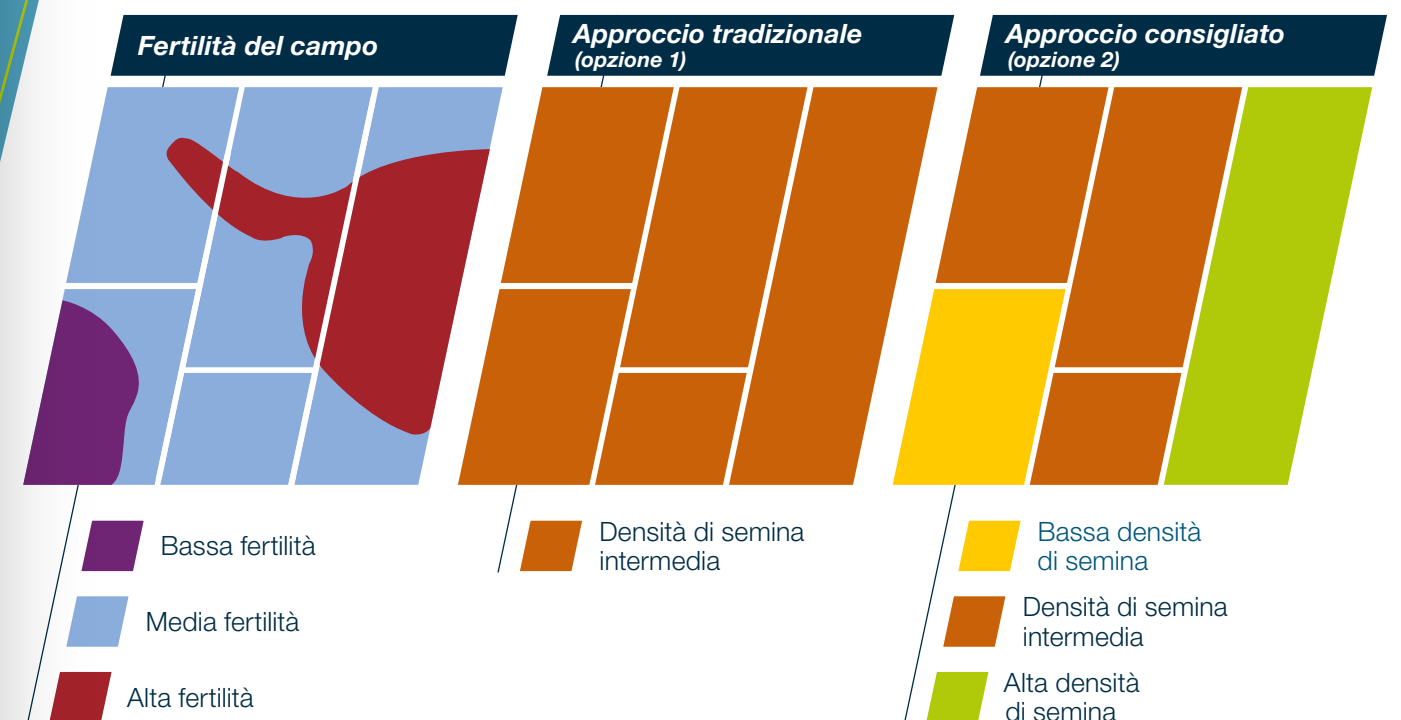 Fertilità del campo
Approccio tradizionale
(opzione 1)
Approccio consigliato
(opzione 2)
Bassa fertilità
Media fertilità
Alta fertilità
Densità di semina
intermedia
Bassa densità
di semina
Densità di semina
intermedia
Alta densità
di semina